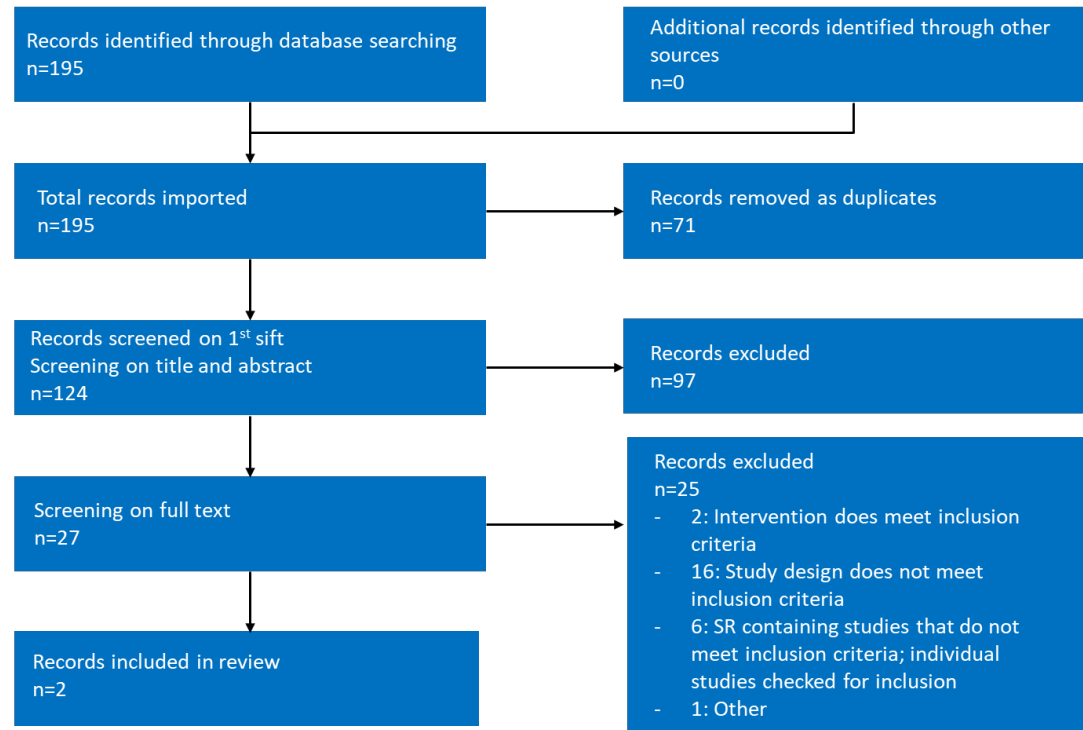 Records identified through database searching
n=195
Additional records identified through other
sources
n=0
Total records imported
n=195
Records removed as duplicates
n=71
Records screened on 1st sift
Screening on title and abstract
n=124
Records excluded
n=97
Screening on full text
n=27
Records excluded
n=25
- 2: Intervention does meet inclusion
criteria
- 16: Study design does not meet
inclusion criteria
- 6: SR containing studies that do not
meet inclusion criteria; individual
studies checked for inclusion
- 1: Other
Records included in review
n=2